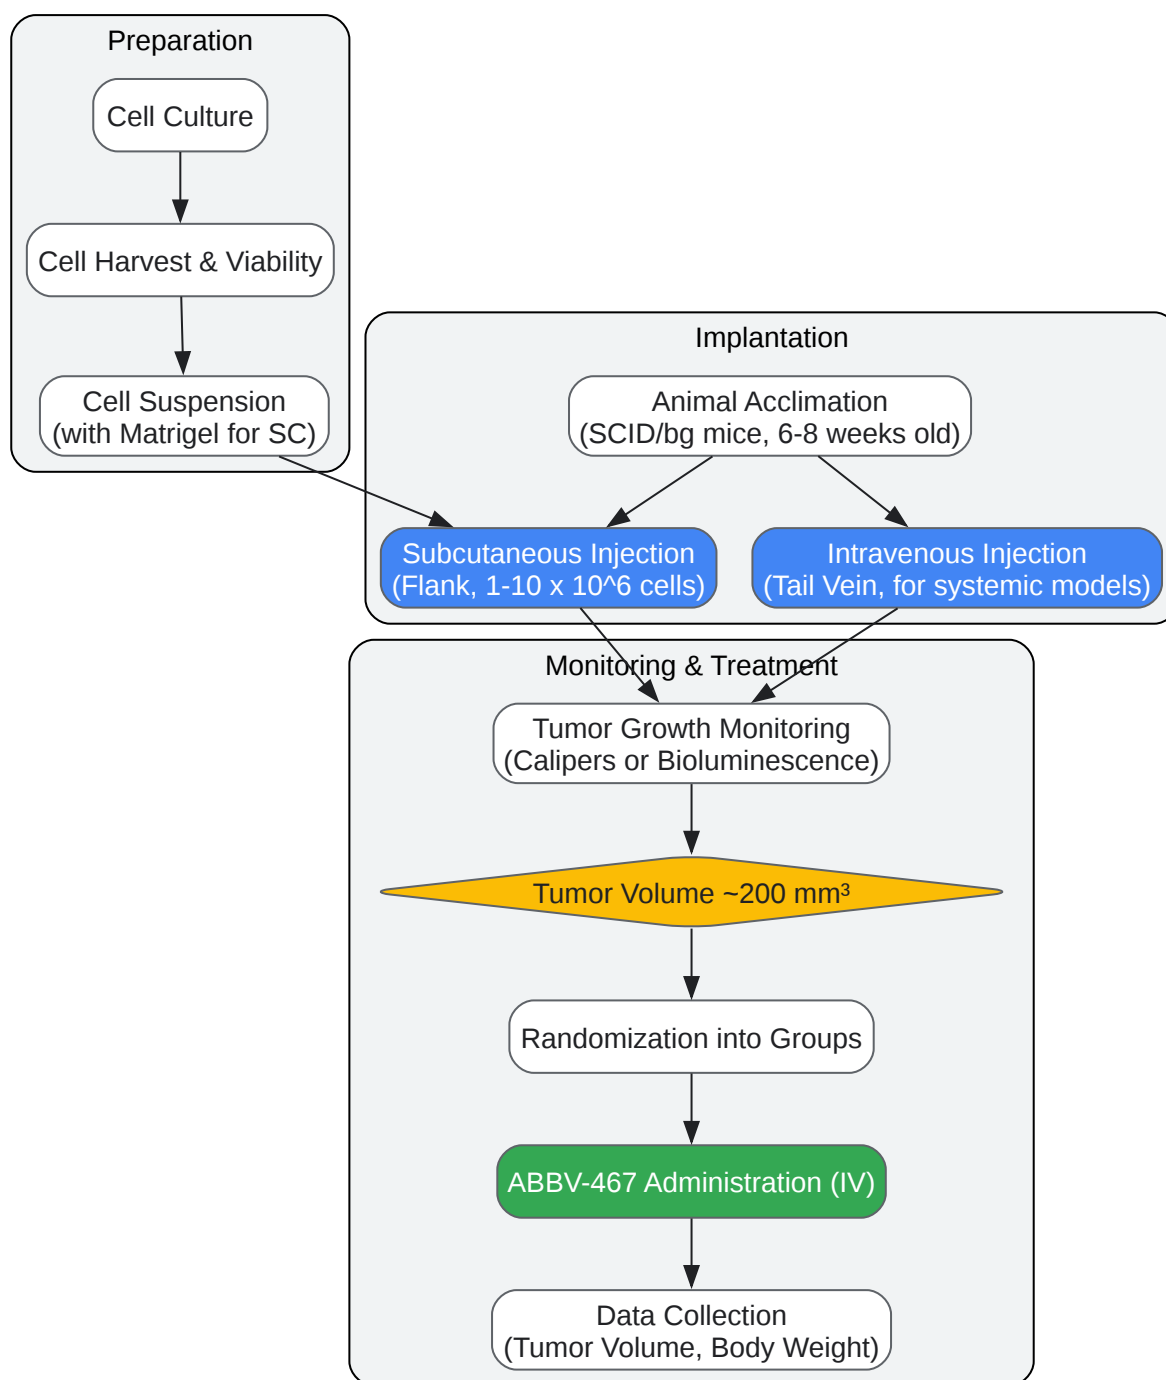 Preparation
Cell Culture
Cell Harvest & Viability
Cell Suspension
(with Matrigel for SC)
Implantation
Animal Acclimation
(SCID/bg mice, 6-8 weeks old)
Subcutaneous Injection
(Flank, 1-10 x 10^6 cells)
Intravenous Injection
(Tail Vein, for systemic models)
Monitoring & Treatment
Tumor Growth Monitoring
(Calipers or Bioluminescence)
Tumor Volume ~200 mm³
Randomization into Groups
ABBV-467 Administration (IV)
Data Collection
(Tumor Volume, Body Weight)